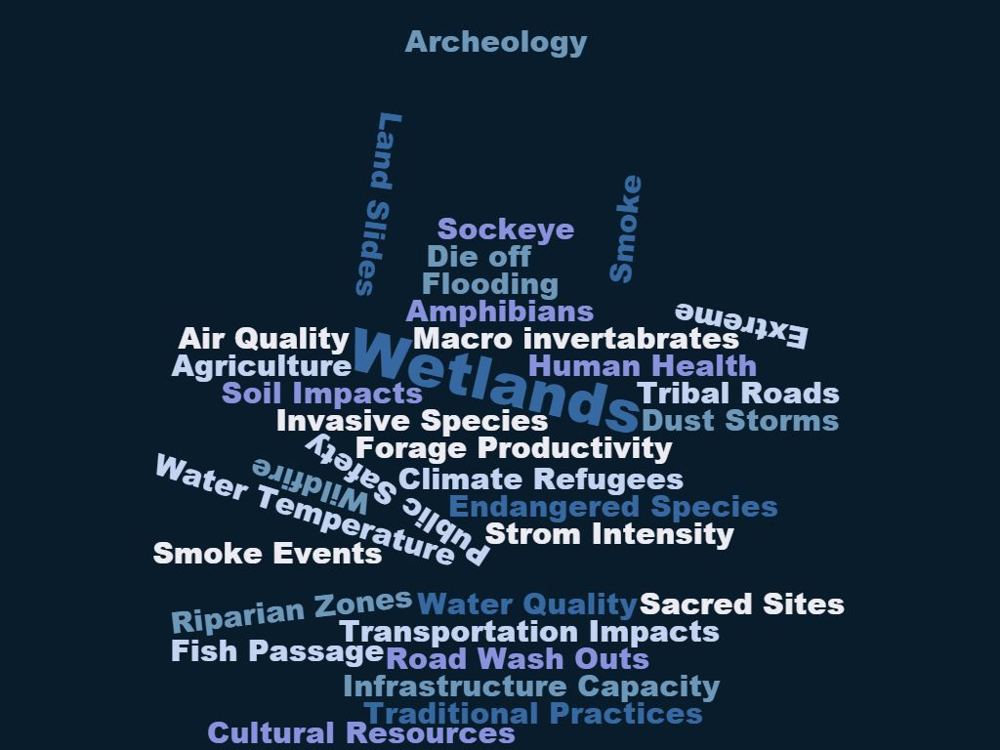 Archeology
Land Slides
Smoke
Sockeye
Die off
Flooding
Amphibians
Extreme
Air Quality
Macro invertabrates
Wetlands
Agriculture
Human Health
Soil Impacts
Tribal Roads
Invasive Species
Dust Storms
Forage Productivity
Public Safety
Wildfire
Climate Refugees
Water Temperature
Endangered Species
Strom Intensity
Smoke Events
Riparian Zones
Water Quality
Sacred Sites
Transportation Impacts
Fish Passage
Road Wash Outs
Infrastructure Capacity
Traditional Practices
Cultural Resources